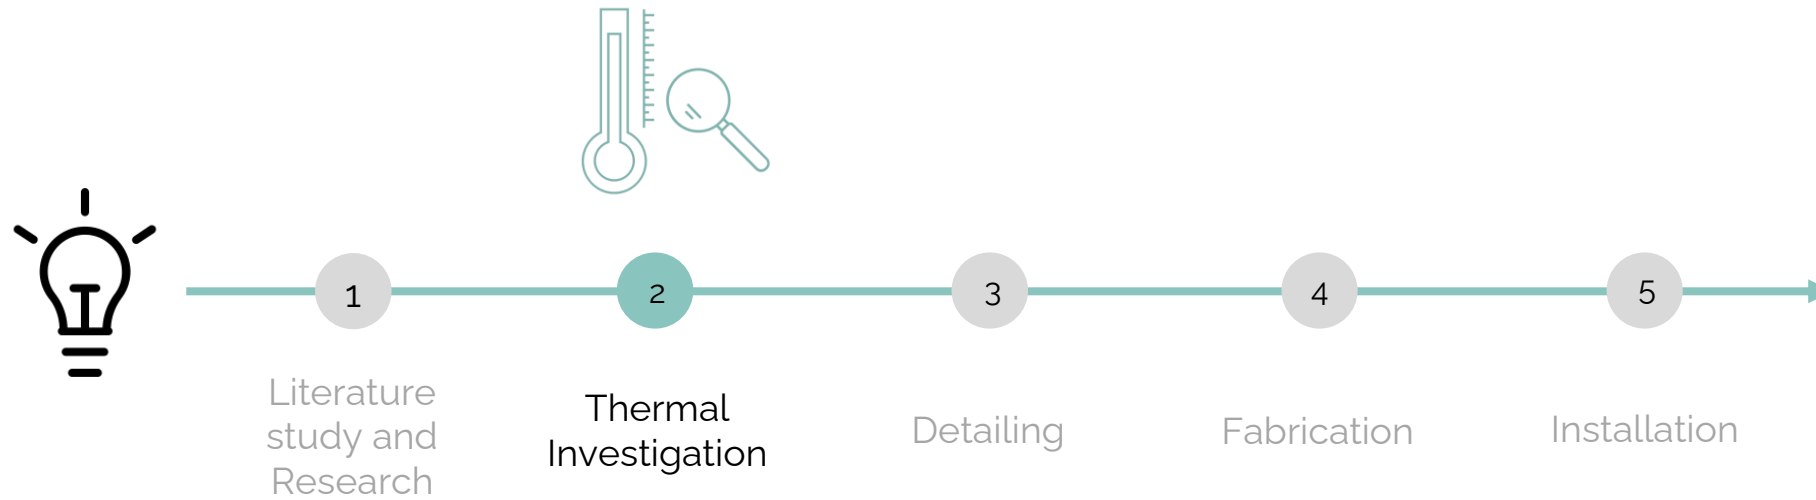 1
2
3
4
5
Literature
study and
Research
Thermal
Investigation
Detailing
Fabrication
Installation